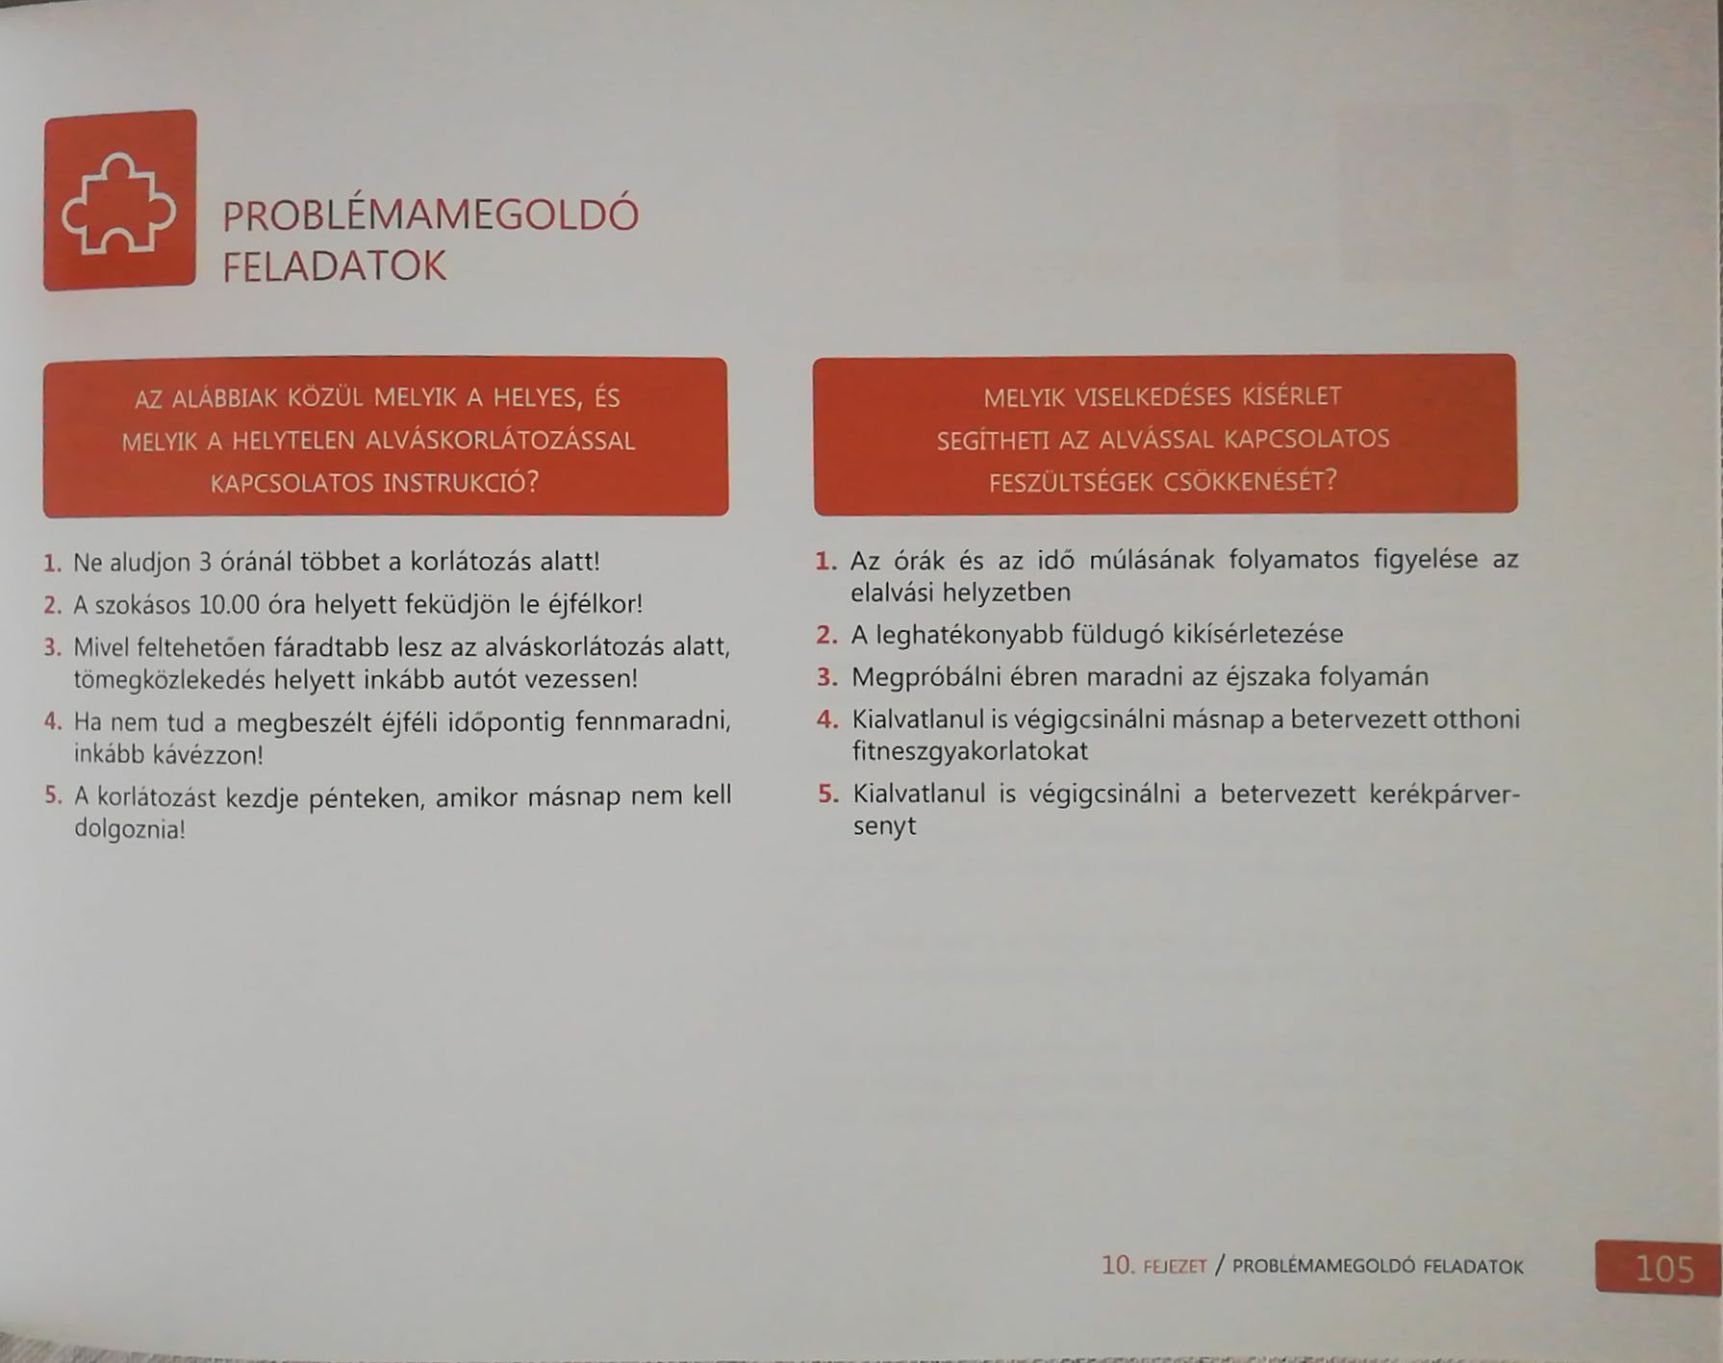 PROBLÉMAMEGOLDÓ
FELADATOK
AZ ALÁBBIAK KÖZÜL MELYIK A HELYES, ÉS
MELYIK A HELYTELEN ALVÁSKORLÁTOZÁSSAL
KAPCSOLATOS INSTRUKCIÓ?
1. Ne aludjon 3 óránál többet a korlátozás alatt!
2. A szokásos 10.00 óra helyett feküdjön le éjfélkor!
3. Mivel feltehetően fáradtabb lesz az alváskorlátozás alatt,
tömegközlekedés helyett inkább autót vezessen!
4. Ha nem tud a megbeszélt éjféli időpontig fennmaradni,
inkább kávézzon!
5. A korlátozást kezdje pénteken, amikor másnap nem kell
dolgoznia!
MELYIK VISELKEDÉSES KÍSÉRLET
SEGÍTHETI AZ ALVÁSSAL KAPCSOLATOS
FESZÜLTSÉGEK CSÖKKENÉSÉT?
1. Az órák és az idő múlásának folyamatos figyelése az
elalvási helyzetben
2. A leghatékonyabb füldugó kikísérletezése
3. Megpróbálni ébren maradni az éjszaka folyamán
4. Kialvatlanul is végigcsinálni másnap a betervezett otthoni
fitneszgyakorlatokat
5. Kialvatlanul is végigcsinálni a betervezett kerékpárver-
senyt
10. FEJEZET / PROBLÉMAMEGOLDÓ FELADATOK
105